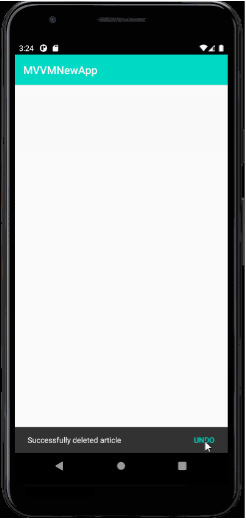 3:24
MVVMNewApp
Successfully deleted article UNDO